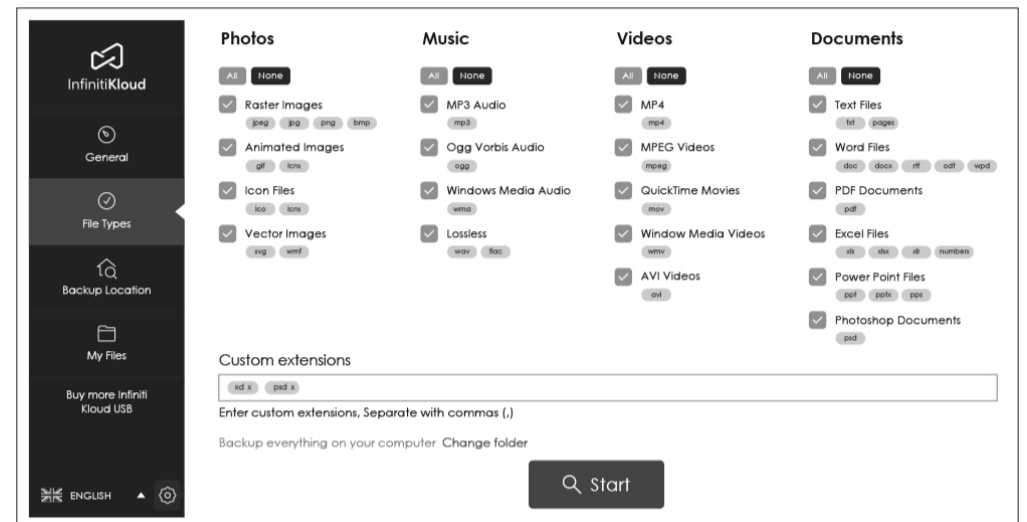 InfinitiKloud
General
File Types
Backup Location
My Files
Buy more Infiniti
Kloud USB
ENGLISH
Photos
All None
Raster Images
jpeg jpg png bmp
Animated Images
gif icns
Icon Files
ico icns
Vector Images
svg wmf
Music
All None
MP3 Audio
mp3
Ogg Vorbis Audio
ogg
Windows Media Audio
wma
Lossless
wav flac
Videos
All None
MP4
mp4
MPEG Videos
mpeg
QuickTime Movies
mov
Window Media Videos
wmv
AVI Videos
avi
Documents
All None
Text Files
txt pages
Word Files
doc docx rtf odt wpd
PDF Documents
pdf
Excel Files
xls xlsx xlr numbers
Power Point Files
ppt pptx pps
Photoshop Documents
psd
Custom extensions
xd x psd x
Enter custom extensions, Separate with commas (,)
Backup everything on your computer Change folder
Start